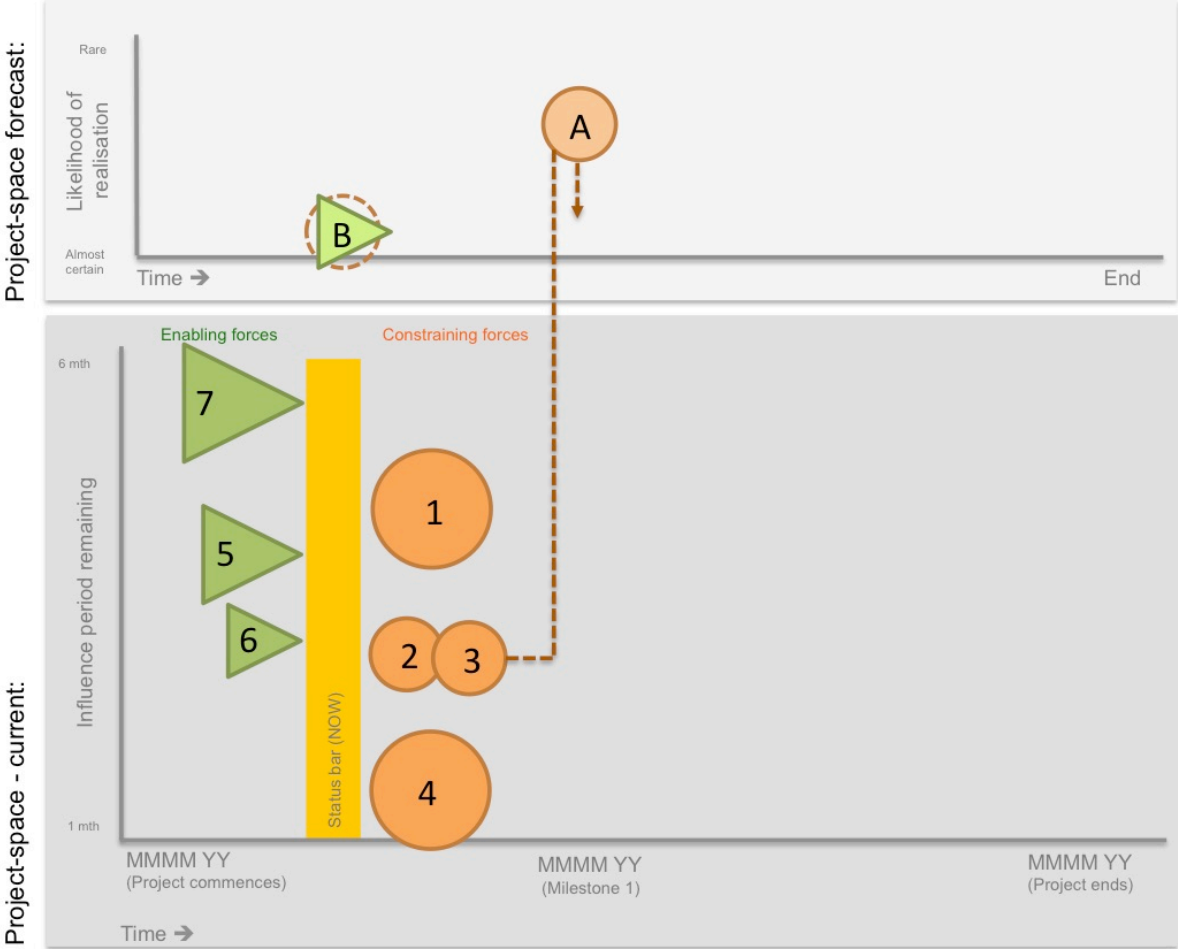 Project-space forecast:
Rare
Likelihood of
realisation
Almost
certain
A
B
Time →
End
Project-space - current:
Enabling forces
Constraining forces
6 mth
Influence period remaining
1 mth
7
5
6
Status bar (NOW)
1
2
3
4
MMMM YY
(Project commences)
MMMM YY
(Milestone 1)
MMMM YY
(Project ends)
Time →